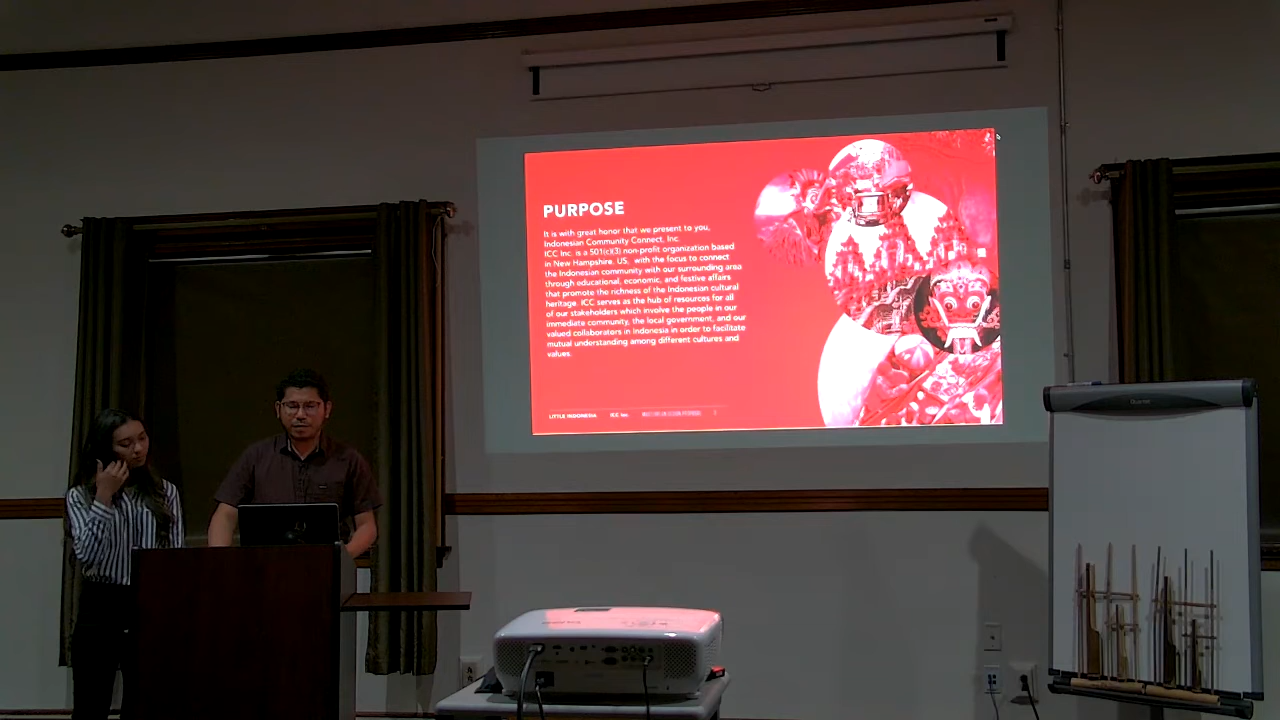 PURPOSE
It is with great honor that we present to you,
Indonesian Community Connect, Inc.
ICC Inc. is a 501(c)(3) non-profit organization based
in New Hampshire. US, with the focus to connect
the Indonesian community with our surrounding area
through educational, economic, and festive affairs
that promote the richness of the Indonesian cultural
heritage. ICC serves as the hub of resources for all
of our stakeholders which involve the people in our
immediate community, the local government, and our
valued collaborators in Indonesia in order to facilitate
mutual understanding among different cultures and
values.
LITTLE INDONESIA ICC Inc.